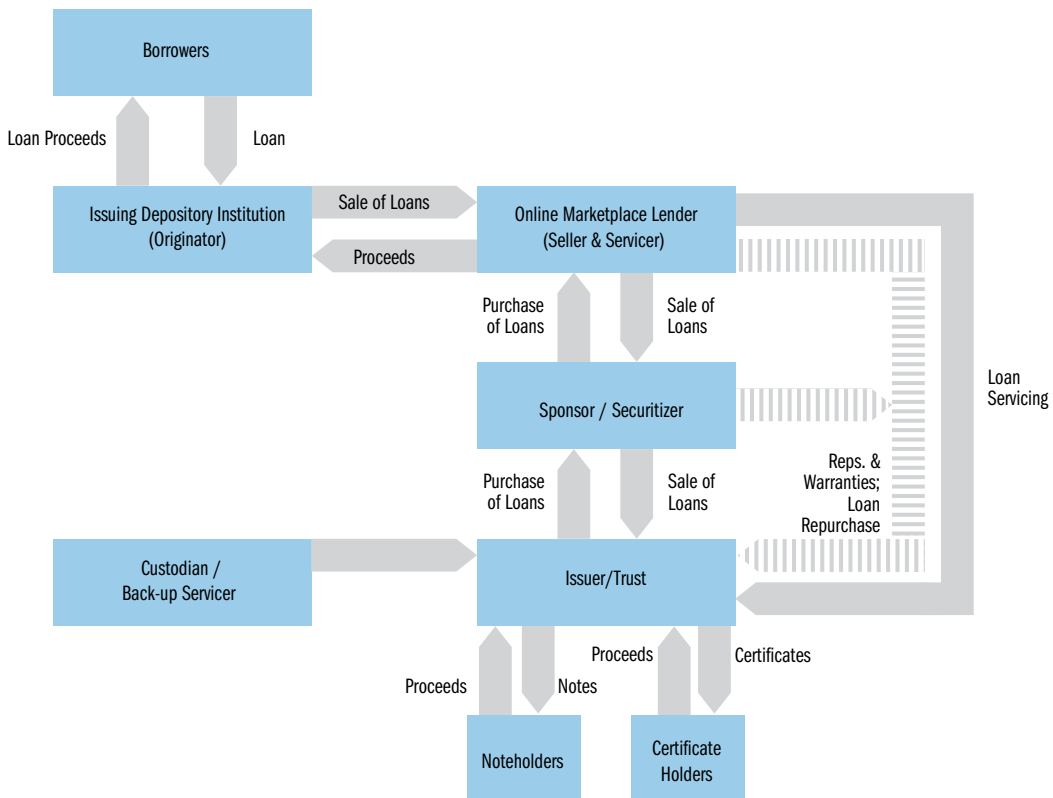 Borrowers
Loan Proceeds
Loan
Issuing Depository Institution
(Originator)
Sale of Loans
Proceeds
Online Marketplace Lender
(Seller & Servicer)
Purchase
of Loans
Sale of
Loans
Loan
Servicing
Sponsor / Securitizer
Reps. &
Warranties;
Loan
Repurchase
Purchase
of Loans
Sale of
Loans
Custodian /
Back-up Servicer
Issuer/Trust
Proceeds
Notes
Proceeds
Certificates
Noteholders
Certificate
Holders